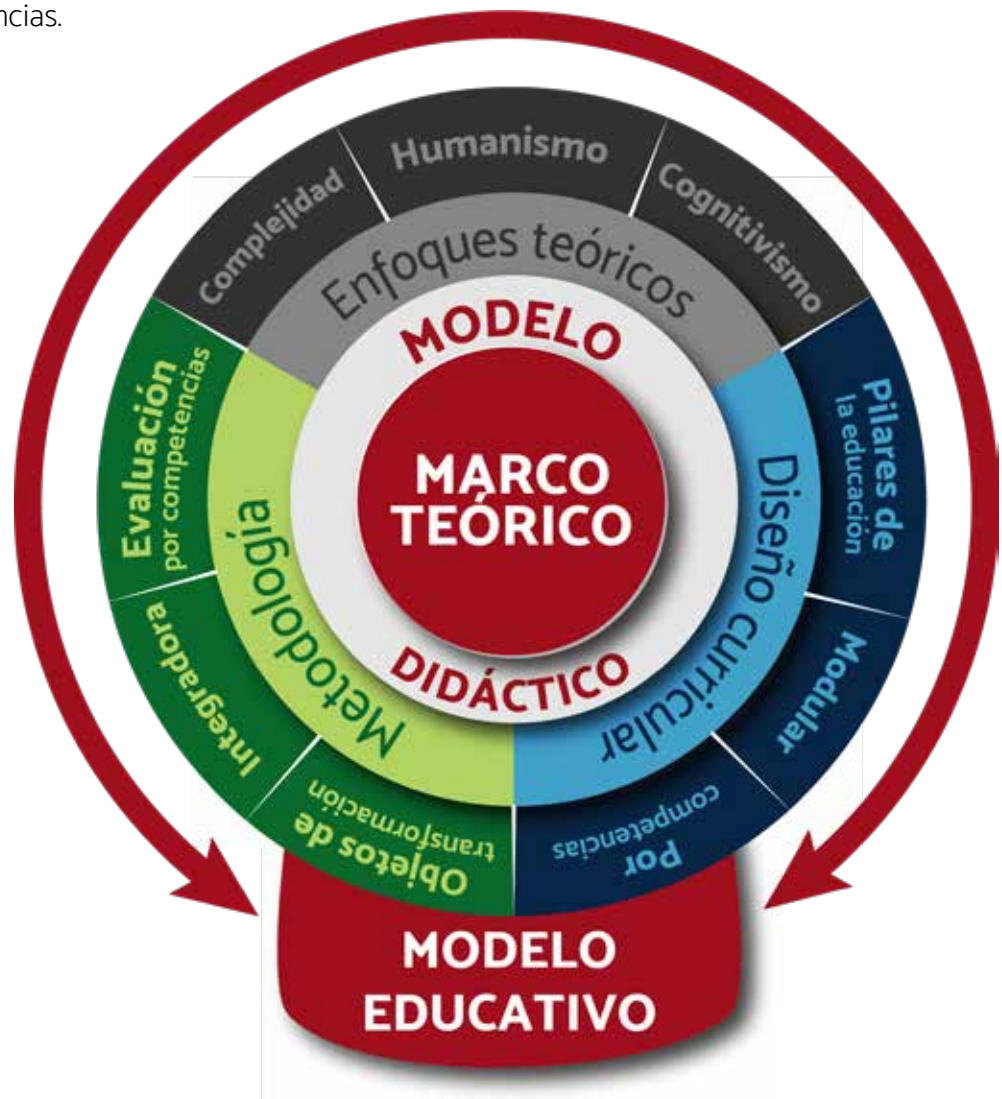 ncias.
Complejidad
Humanismo
Cognitivismo
Enfoques teóricos
MODELO
MARCO
TEÓRICO
DIDÁCTICO
Pilares de
la educación
Modular
Por
competencias
Diseño curricular
Evaluación
por competencias
Integradora
Objetos de
transformación
Metodología
MODELO
EDUCATIVO